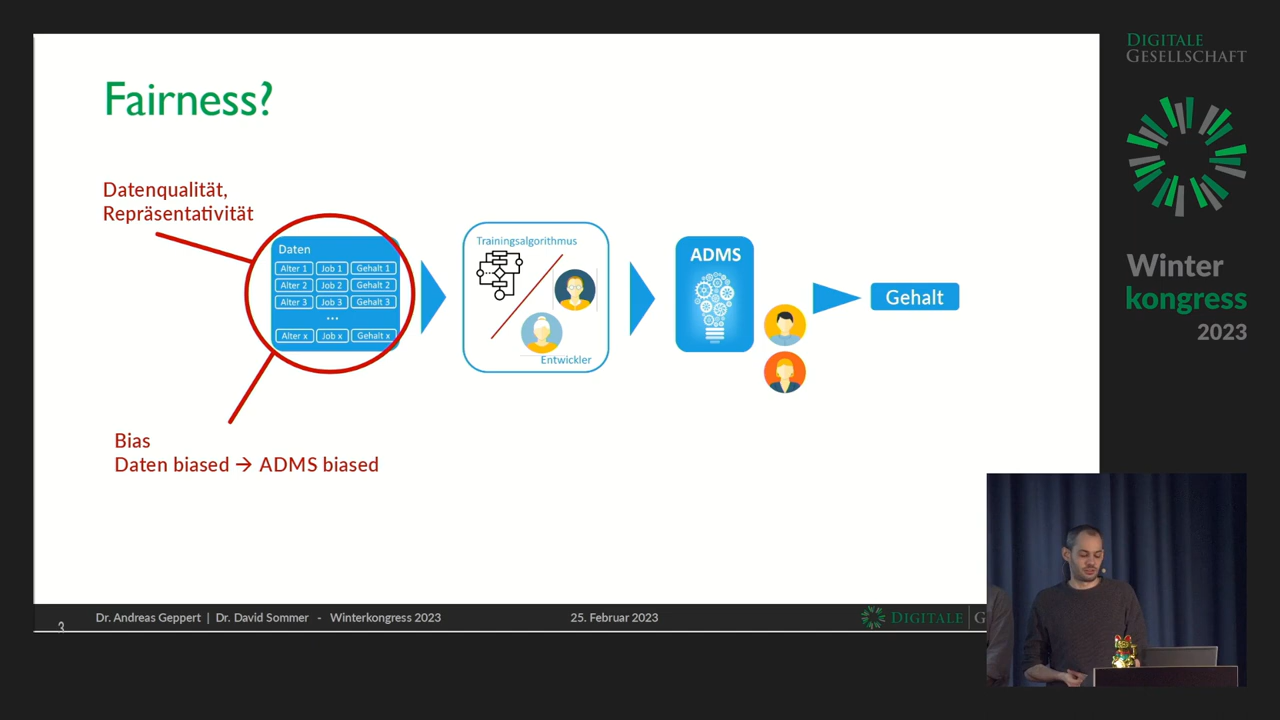 DIGITALE
GESELLSCHAFT
Fairness?
Datenqualität,
Repräsentativität
Daten
Alter 1 Job 1 Gehalt 1
Alter 2 Job 2 Gehalt 2
Alter 3 Job 3 Gehalt 3
...
Alter x Job x Gehalt x
Trainingsalgorithmus
Entwickler
ADMS
Gehalt
Winter
kongress
2023
Bias
Daten biased → ADMS biased
3
Dr. Andreas Geppert | Dr. David Sommer - Winterkongress 2023
25. Februar 2023
DIGITALE G